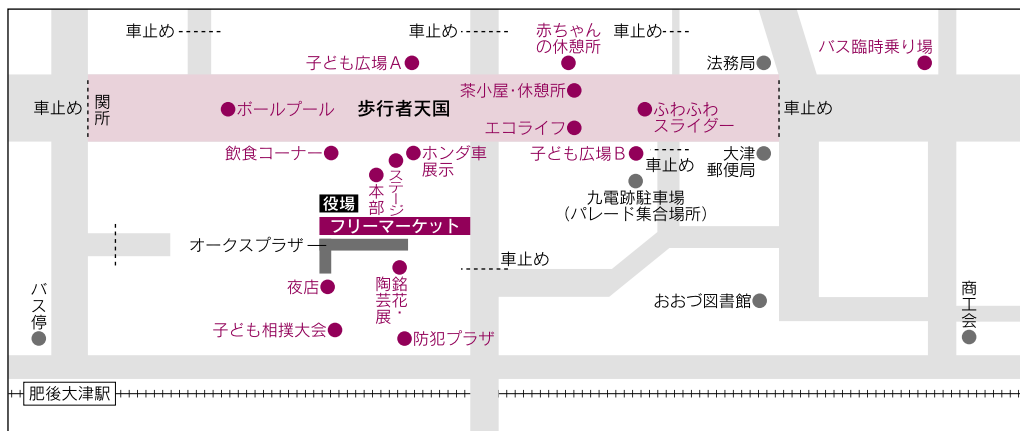 車止め
車止め
赤ちゃん
の休憩所
車止め
バス臨時乗り場
子ども広場A
法務局
車止め
関所
ボールプール
歩行者天国
茶小屋・休憩所
エコライフ
ふわふわ
スライダー
車止め
飲食コーナー
ステージ
本部
ホンダ車
展示
子ども広場B
車止め
大津
郵便局
九電跡駐車場
(パレード集合場所)
役場
フリーマーケット
オークスプラザ
車止め
バス停
夜店
銘花・
陶芸展
おおづ図書館
商工会
子ども相撲大会
防犯プラザ
肥後大津駅